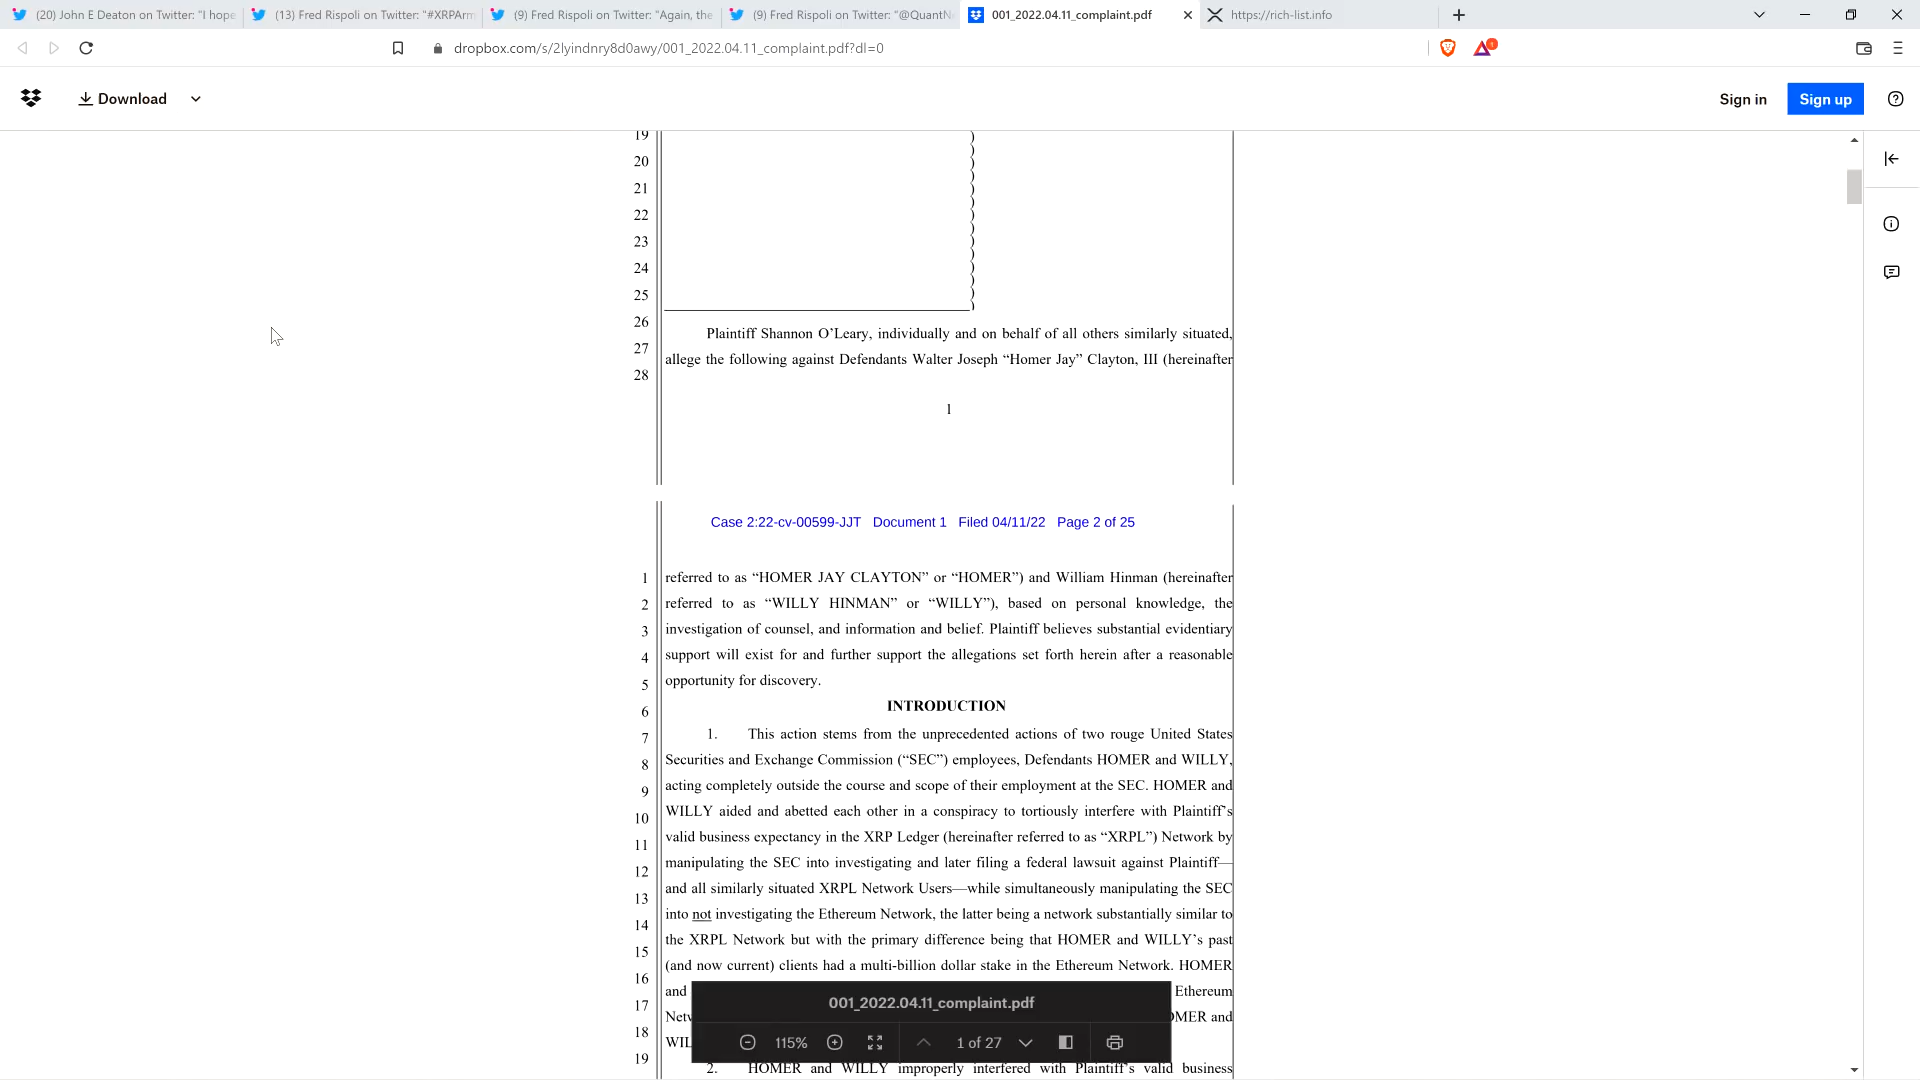 (20) John E Deaton on Twitter: "I hope
(13) Fred Rispoli on Twitter: "#XRPArm
(9) Fred Rispoli on Twitter: "Again, the
(9) Fred Rispoli on Twitter: "@QuantNe
001_2022.04.11_complaint.pdf
https://rich-list.info
dropbox.com/s/2lyindnry8d0awy/001_2022.04.11_complaint.pdf?dl=0
1
Download
Sign in
Sign up
19
20
21
22
23
24
25
26
27
28
Plaintiff Shannon O’Leary, individually and on behalf of all others similarly situated,
allege the following against Defendants Walter Joseph “Homer Jay” Clayton, III (hereinafter
1
Case 2:22-cv-00599-JJT Document 1 Filed 04/11/22 Page 2 of 25
1 referred to as “HOMER JAY CLAYTON” or “HOMER”) and William Hinman (hereinafter
2 referred to as “WILLY HINMAN” or “WILLY”), based on personal knowledge, the
3 investigation of counsel, and information and belief. Plaintiff believes substantial evidentiary
4 support will exist for and further support the allegations set forth herein after a reasonable
5 opportunity for discovery.
6 INTRODUCTION
7 1. This action stems from the unprecedented actions of two rouge United States
8 Securities and Exchange Commission (“SEC”) employees, Defendants HOMER and WILLY,
9 acting completely outside the course and scope of their employment at the SEC. HOMER and
10 WILLY aided and abetted each other in a conspiracy to tortiously interfere with Plaintiff’s
11 valid business expectancy in the XRP Ledger (hereinafter referred to as “XRPL”) Network by
12 manipulating the SEC into investigating and later filing a federal lawsuit against Plaintiff—
13 and all similarly situated XRPL Network Users—while simultaneously manipulating the SEC
14 into not investigating the Ethereum Network, the latter being a network substantially similar to
15 the XRPL Network but with the primary difference being that HOMER and WILLY’s past
16 (and now current) clients had a multi-billion dollar stake in the Ethereum Network. HOMER
17 and Ethereum
18 and
19
2. HOMER and WILLY improperly interfered with Plaintiff’s valid business
001_2022.04.11_complaint.pdf
115%
1 of 27